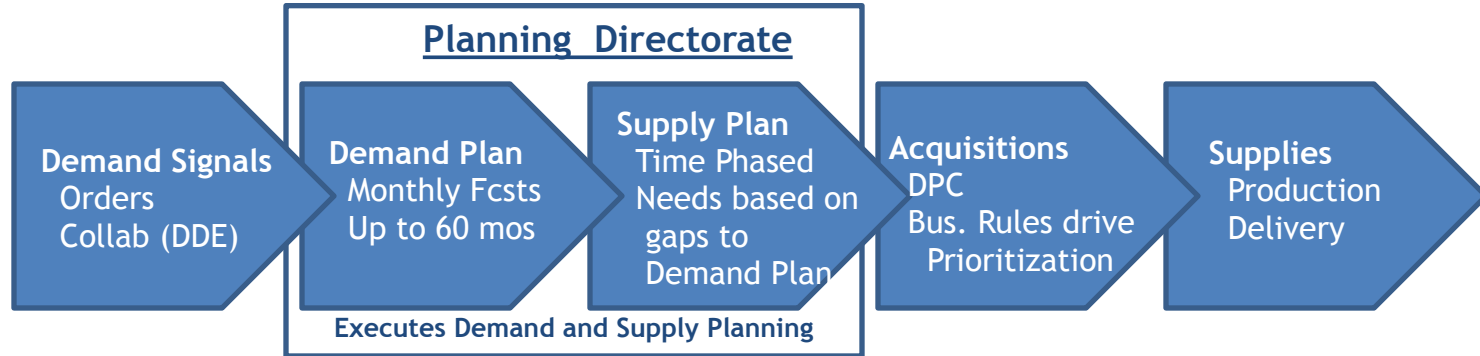 Planning Directorate
Demand Signals
Orders
Collab (DDE)
Demand Plan
Monthly Fcsts
Up to 60 mos
Supply Plan
Time Phased
Needs based on
gaps to
Demand Plan
Acquisitions
DPC
Bus. Rules drive
Prioritization
Supplies
Production
Delivery
Executes Demand and Supply Planning